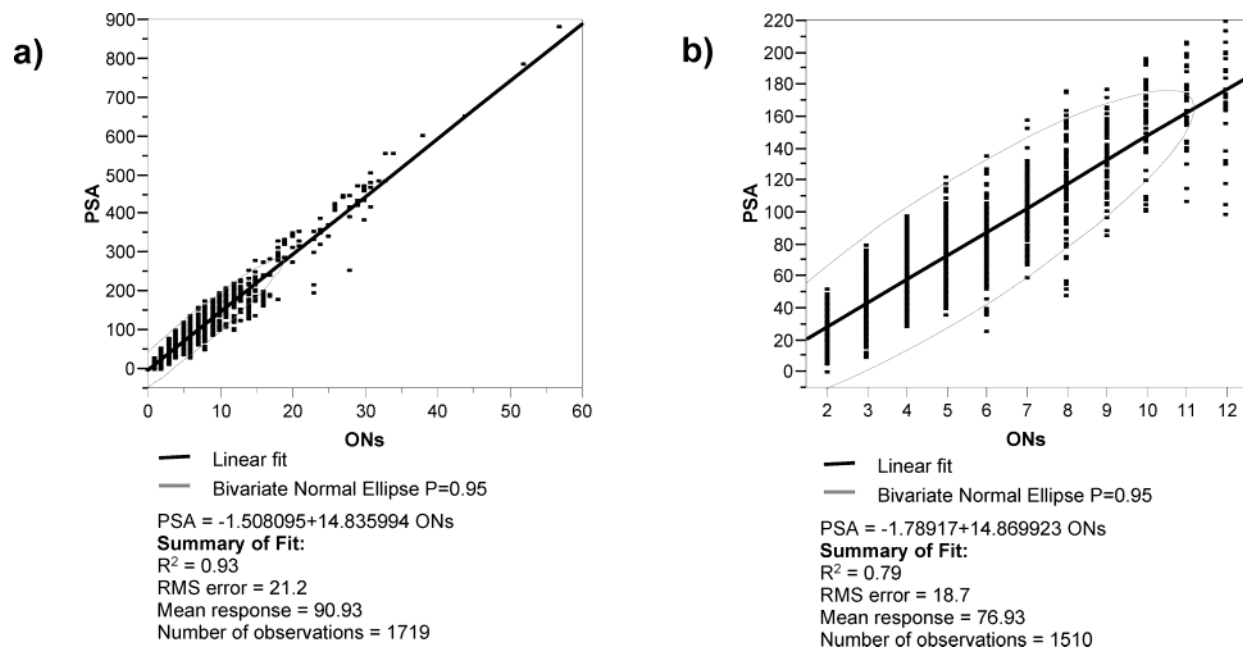 a)
PSA
900
800
700
600
500
400
300
200
100
0
0 10 20 30 40 50 60
ONs
Linear fit
Bivariate Normal Ellipse P=0.95
PSA = -1.508095+14.835994 ONs
Summary of Fit:
R² = 0.93
RMS error = 21.2
Mean response = 90.93
Number of observations = 1719
b)
PSA
220
200
180
160
140
120
100
80
60
40
20
0
2 3 4 5 6 7 8 9 10 11 12
ONs
Linear fit
Bivariate Normal Ellipse P=0.95
PSA = -1.78917+14.869923 ONs
Summary of Fit:
R² = 0.79
RMS error = 18.7
Mean response = 76.93
Number of observations = 1510